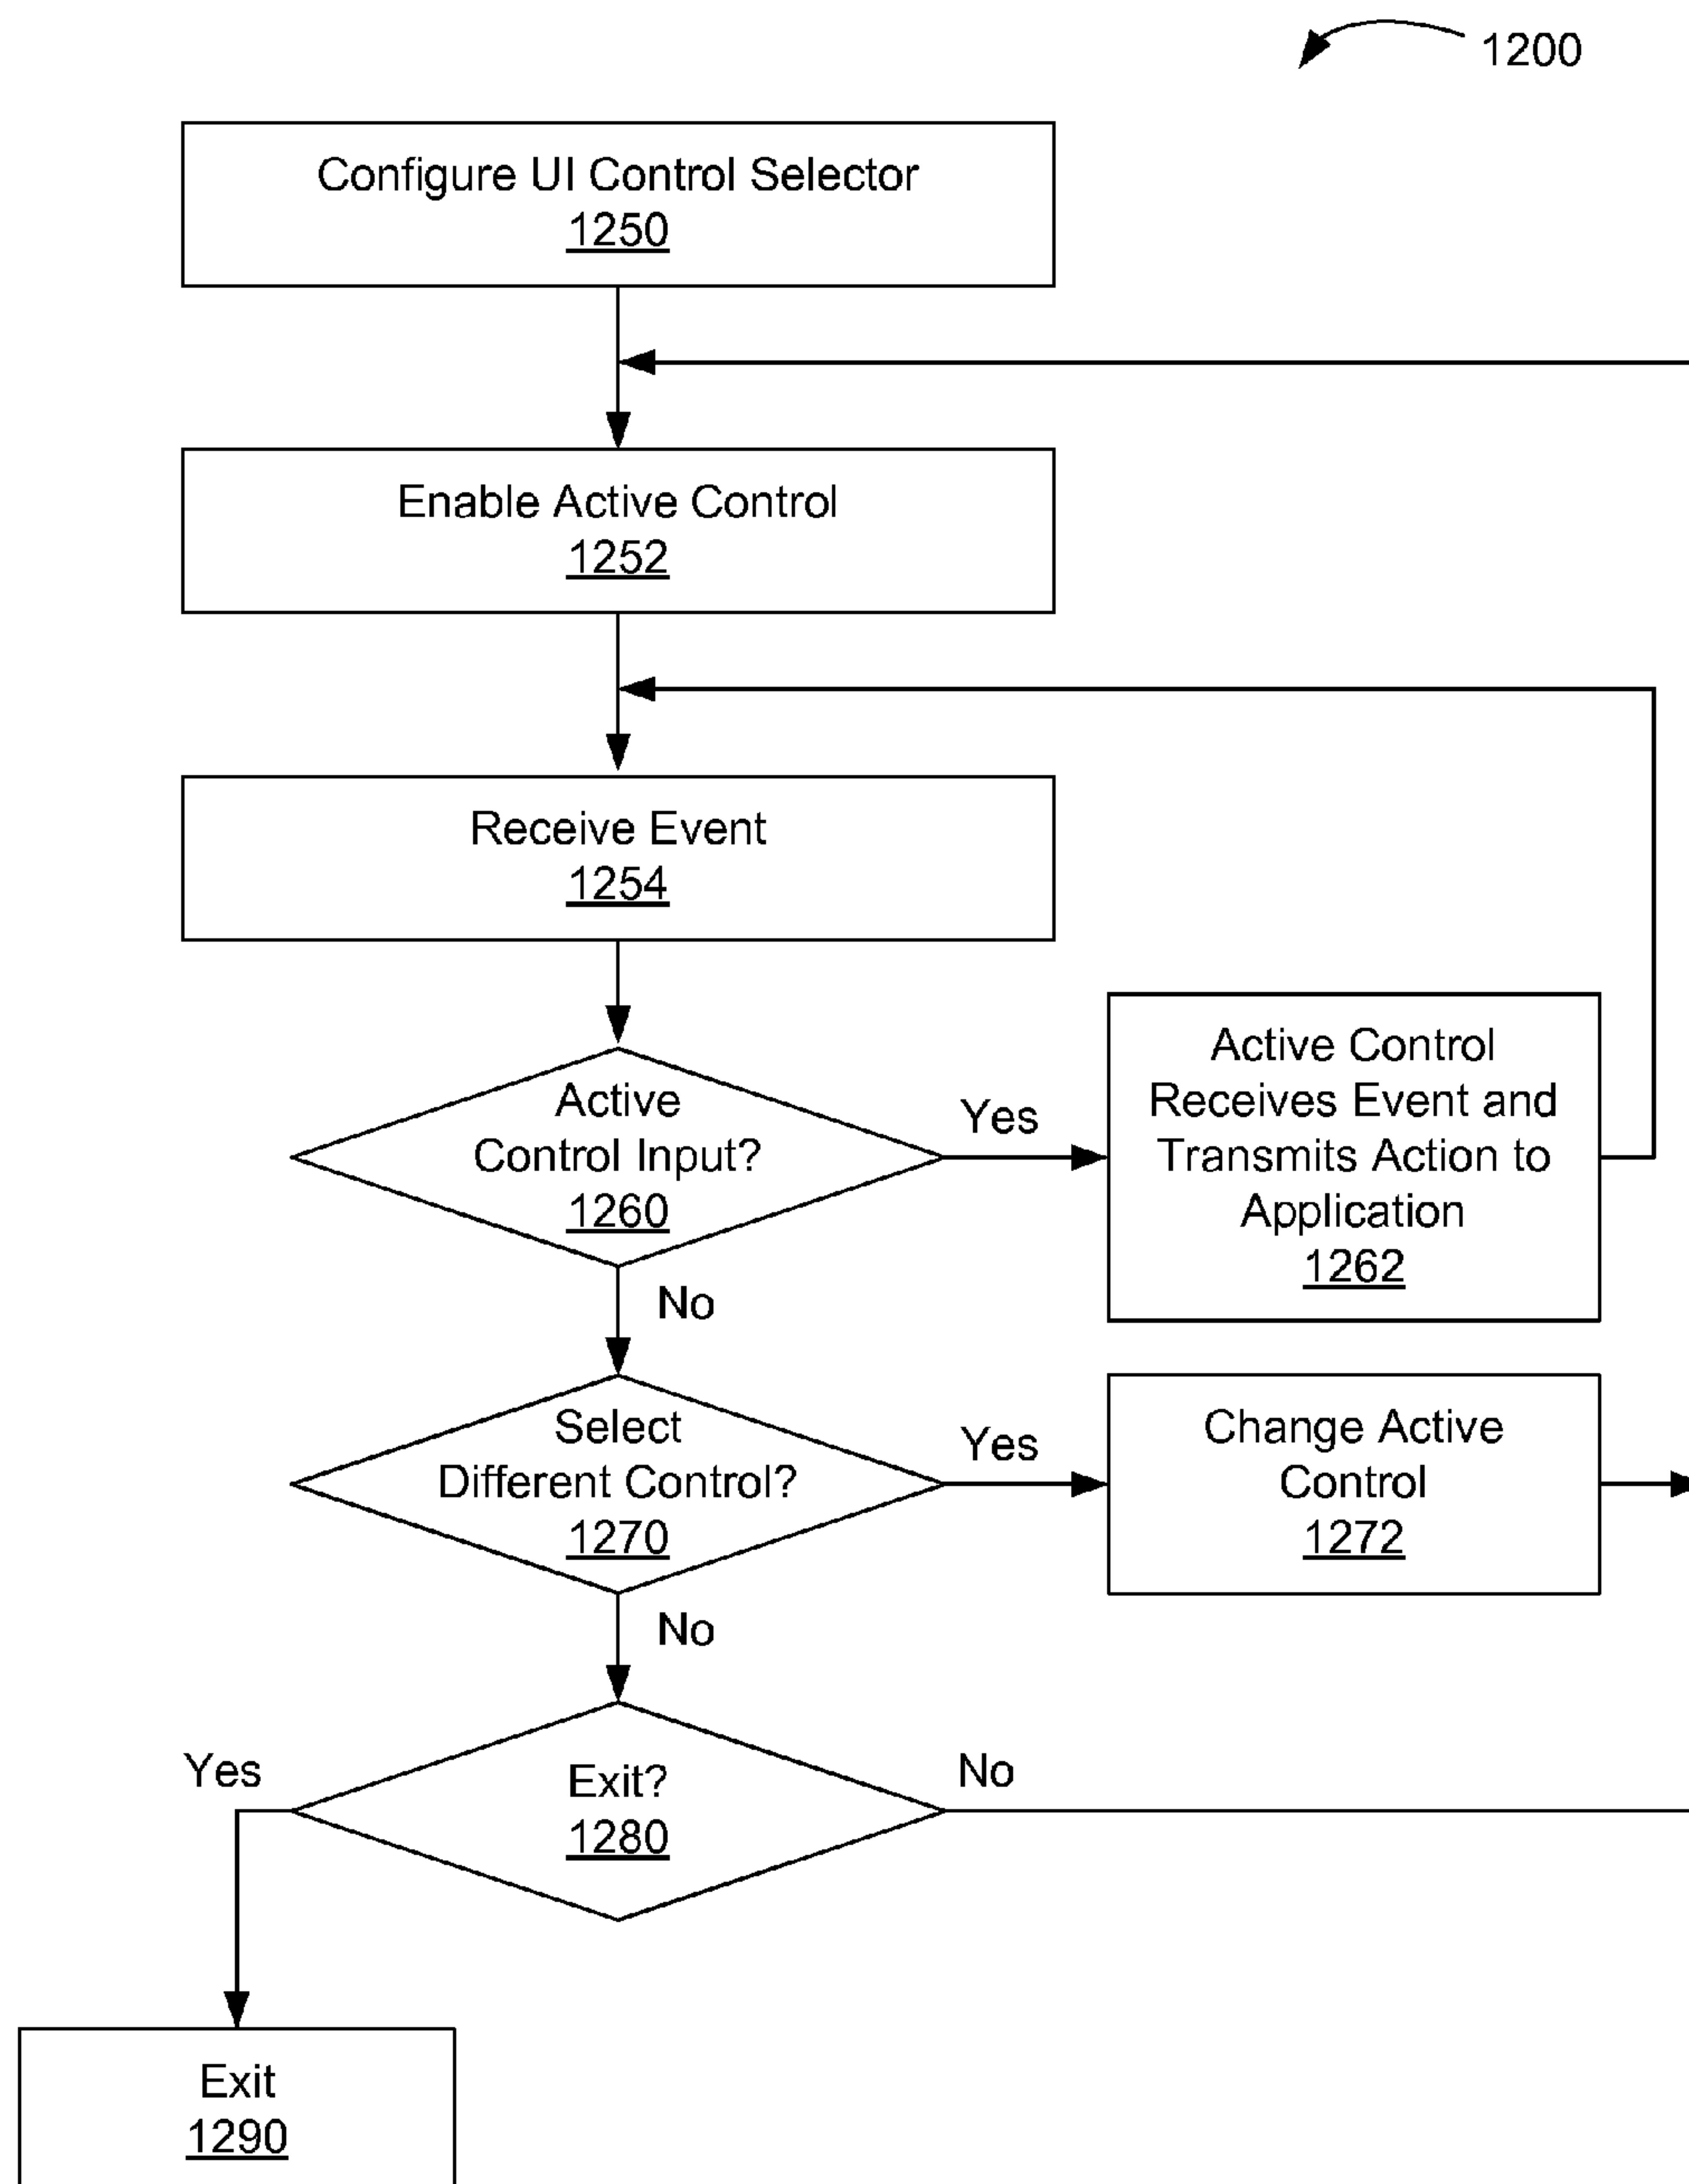 1200
Configure UI Control Selector
1250
Enable Active Control
1252
Receive Event
1254
Active
Control Input?
1260
Yes
Active Control
Receives Event and
Transmits Action to
Application
1262
No
Select
Different Control?
1270
Yes
Change Active
Control
1272
No
Exit?
1280
Yes
No
Exit
1290